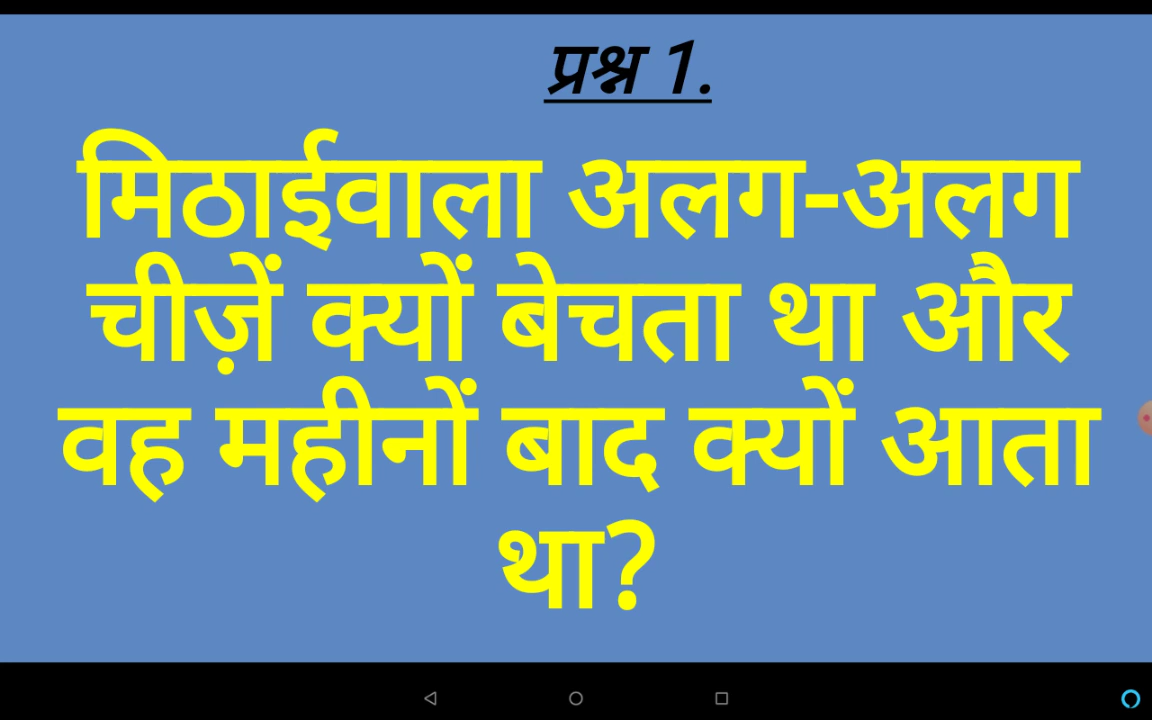 प्रश्न 1.
मिठाईवाला अलग-अलग
चीज़ें क्यों बेचता था और
वह महीनों बाद क्यों आता
था?